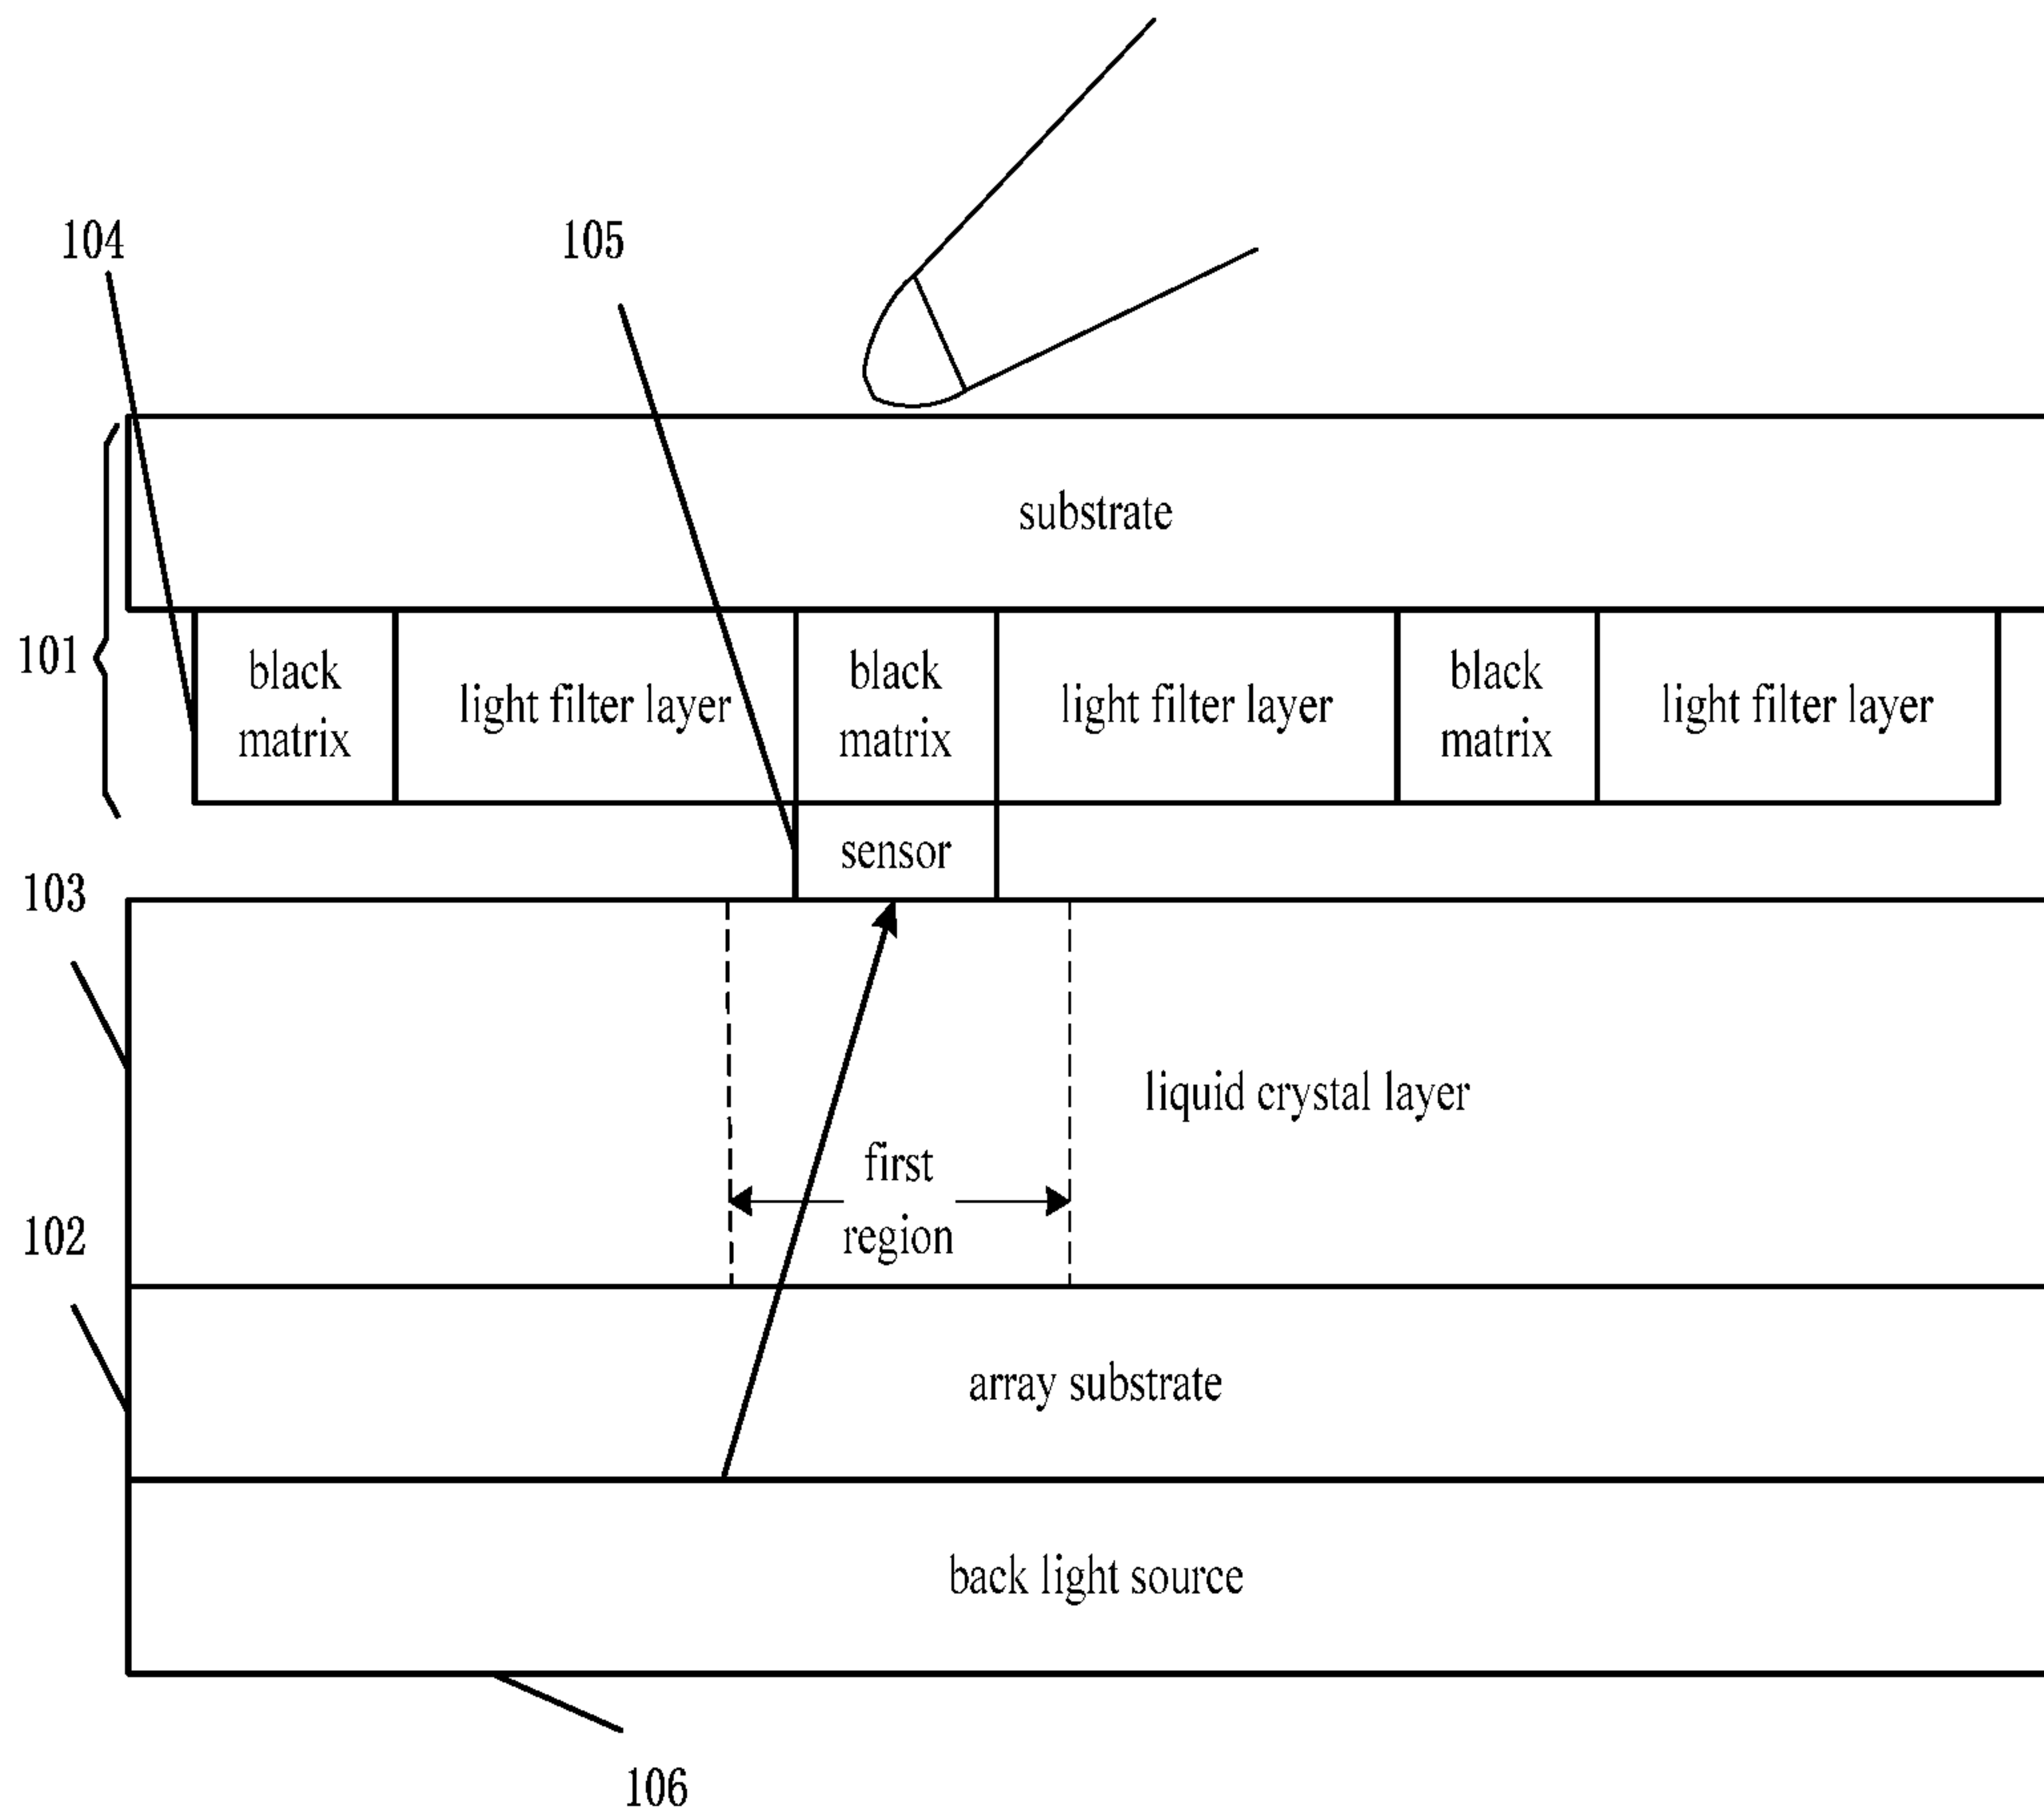 104
105
substrate
101
black
matrix
light filter layer
black
matrix
light filter layer
black
matrix
light filter layer
sensor
103
liquid crystal layer
first
region
102
array substrate
back light source
106